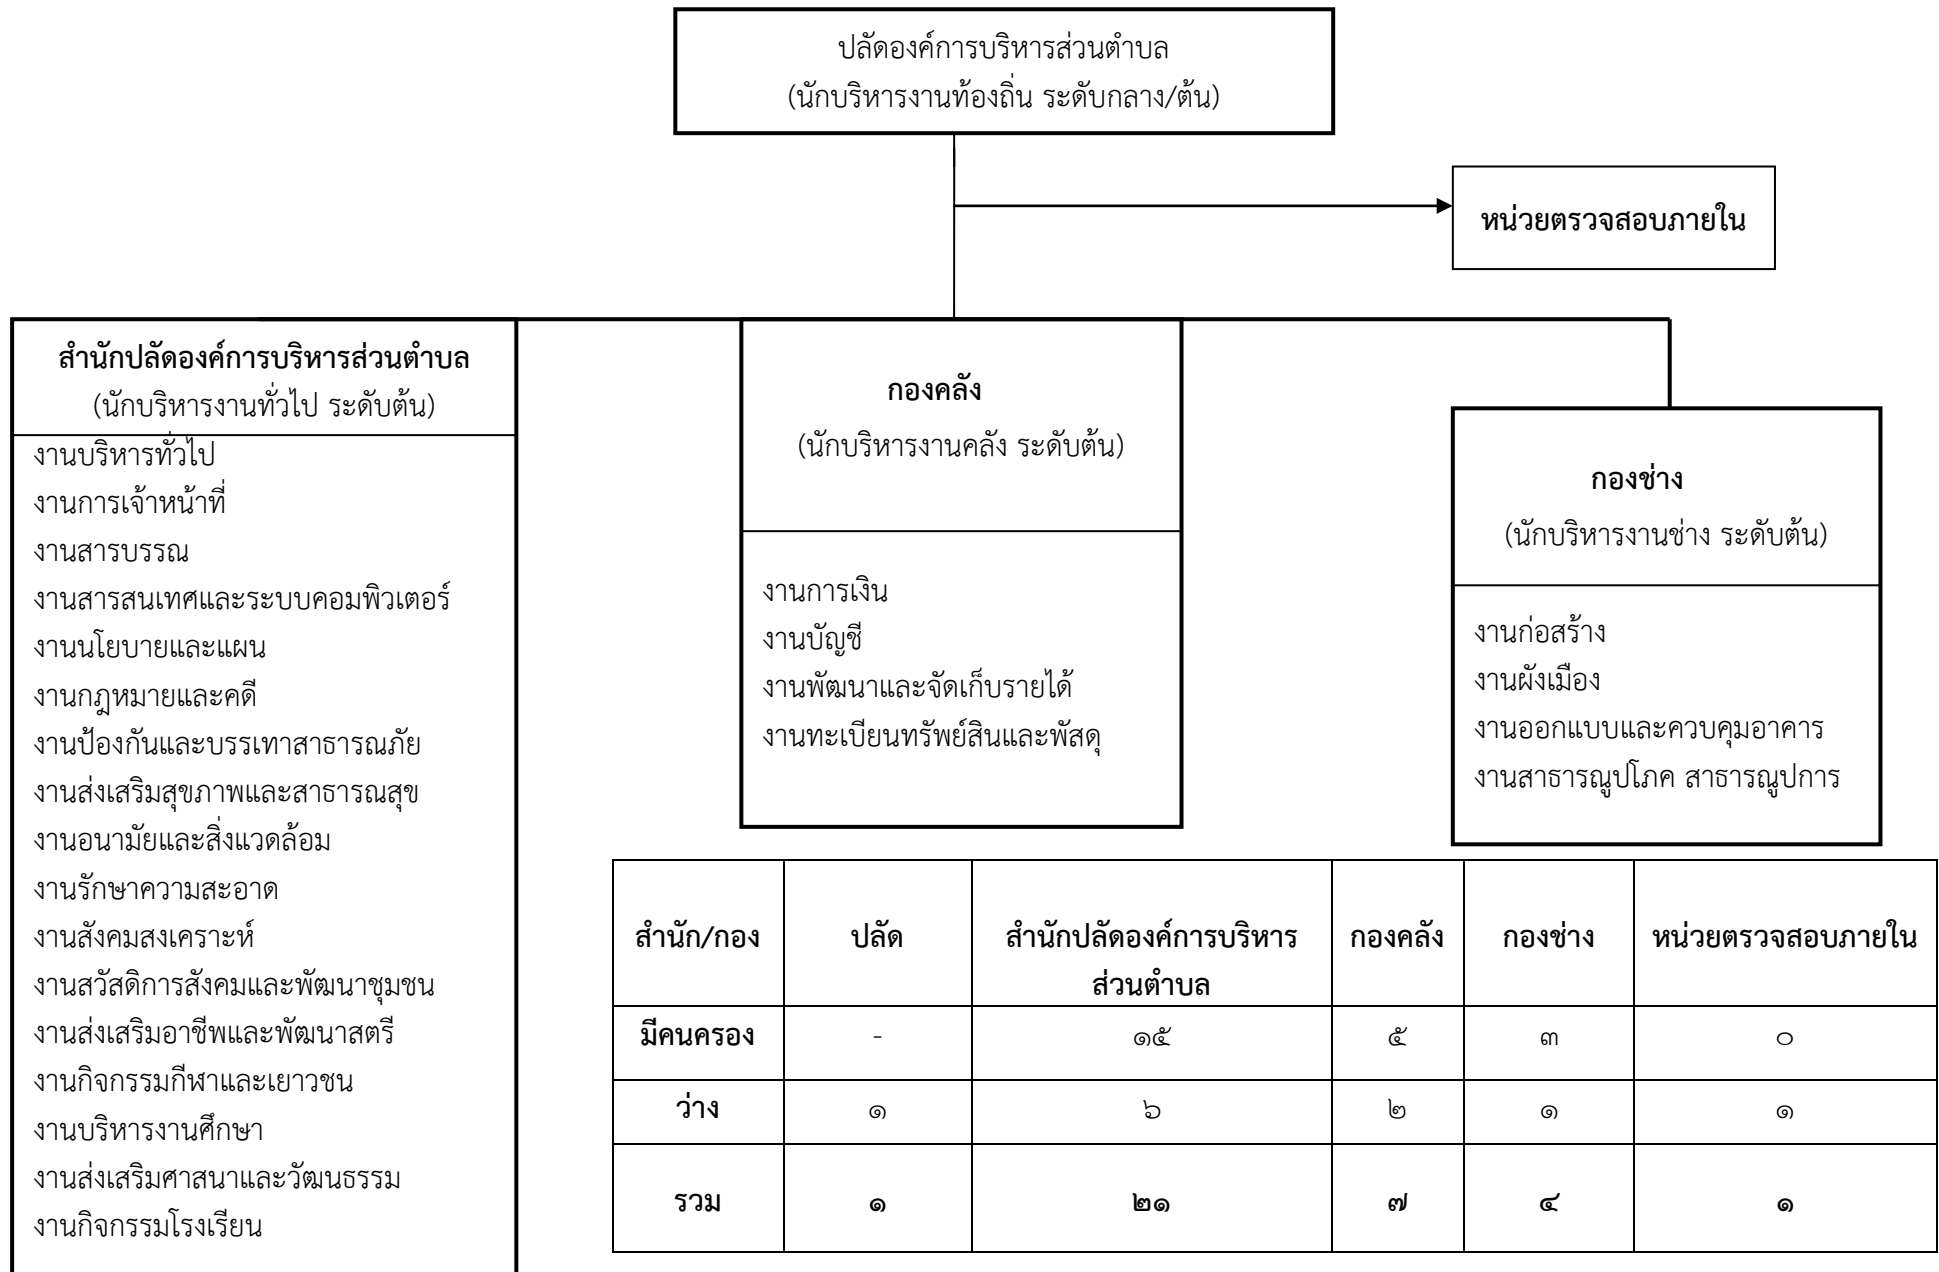 ปลัดองค์การบริหารส่วนตำบล
(นักบริหารงานท้องถิ่น ระดับกลาง/ต้น)
หน่วยตรวจสอบภายใน
สำนักปลัดองค์การบริหารส่วนตำบล
(นักบริหารงานทั่วไป ระดับต้น)
งานบริหารทั่วไป
งานการเจ้าหน้าที่
งานสารบรรณ
งานสารสนเทศและระบบคอมพิวเตอร์
งานนโยบายและแผน
งานกฎหมายและคดี
งานป้องกันและบรรเทาสาธารณภัย
งานส่งเสริมสุขภาพและสาธารณสุข
งานอนามัยและสิ่งแวดล้อม
งานรักษาความสะอาด
งานสังคมสงเคราะห์
งานสวัสดิการสังคมและพัฒนาชุมชน
งานส่งเสริมอาชีพและพัฒนาสตรี
งานกิจกรรมกีฬาและเยาวชน
งานบริหารงานศึกษา
งานส่งเสริมศาสนาและวัฒนธรรม
งานกิจกรรมโรงเรียน
กองคลัง
(นักบริหารงานคลัง ระดับต้น)
งานการเงิน
งานบัญชี
งานพัฒนาและจัดเก็บรายได้
งานทะเบียนทรัพย์สินและพัสดุ
กองช่าง
(นักบริหารงานช่าง ระดับต้น)
งานก่อสร้าง
งานผังเมือง
งานออกแบบและควบคุมอาคาร
งานสาธารณูปโภค สาธารณูปการ
สำนัก/กอง ปลัด สำนักปลัดองค์การบริหาร กองคลัง กองช่าง หน่วยตรวจสอบภายใน
ส่วนตำบล
มีคนครอง - ๑๕ ๕ ๓ ๐
ว่าง ๑ ๖ ๒ ๑ ๑
รวม ๑ ๒๑ ๗ ๔ ๑